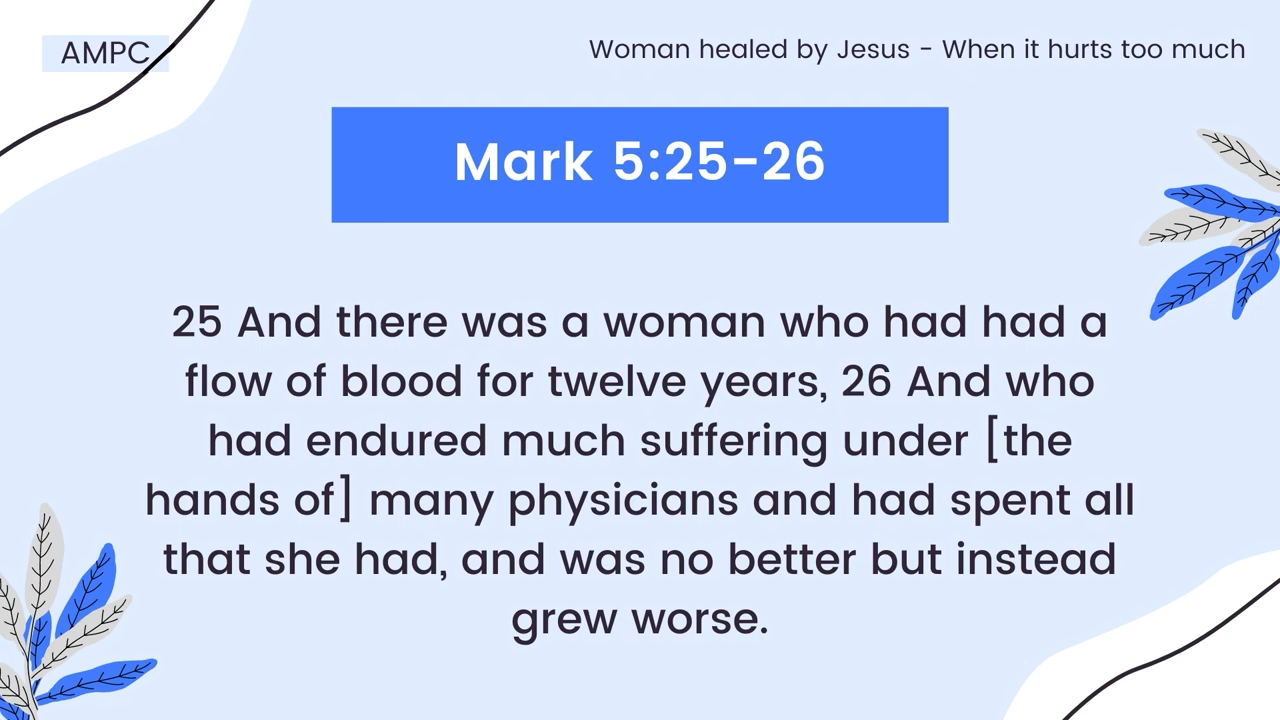 AMPC
Woman healed by Jesus - When it hurts too much
Mark 5:25-26
25 And there was a woman who had had a
flow of blood for twelve years, 26 And who
had endured much suffering under [the
hands of] many physicians and had spent all
that she had, and was no better but instead
grew worse.